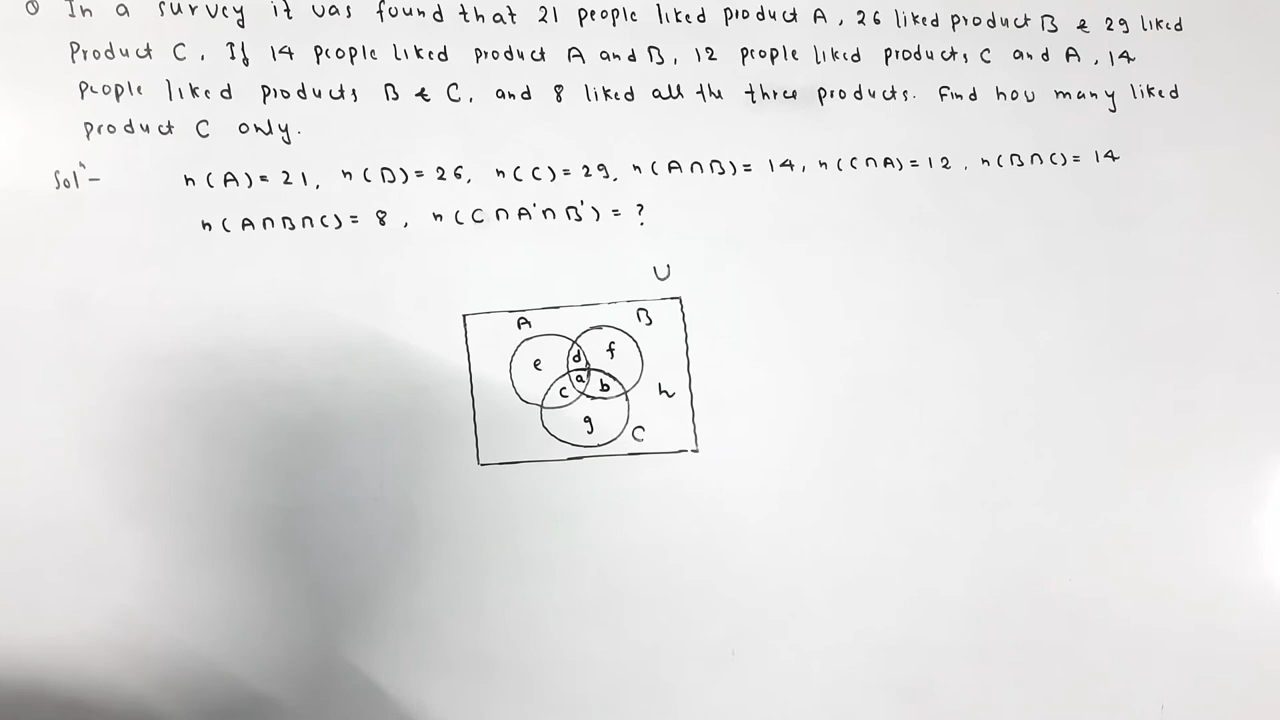 In a survey it was found that 21 people liked product A, 26 liked product B & 29 liked
Product C. If 14 people liked product A and B, 12 people liked products C and A, 14
people liked products B & C, and 8 liked all the three products. Find how many liked
product C only.
Solⁿ- n(A)= 21, n(B)= 26, n(C)= 29, n(A∩B)= 14, n(C∩A)= 12, n(B∩C)= 14
n(A∩B∩C)= 8, n(C∩A'∩B')= ?
U
A B
e d f
a
c b h
g C